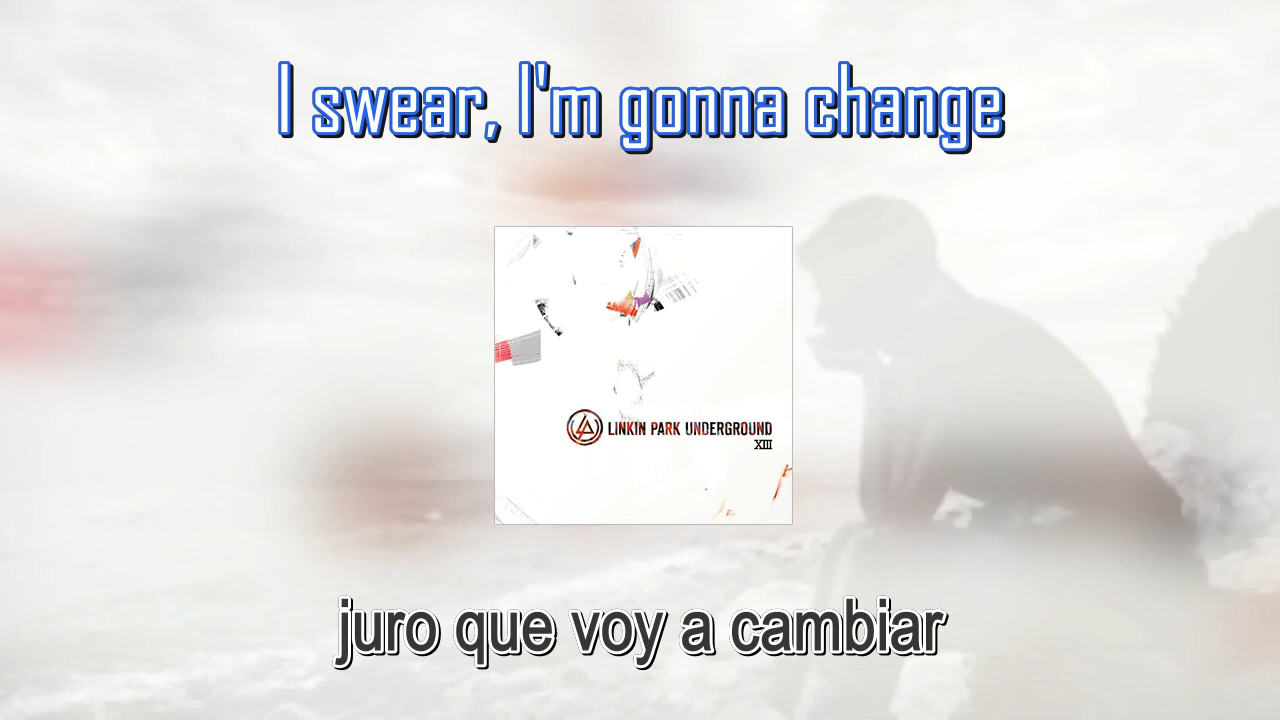 I swear, I'm gonna change
LINKIN PARK UNDERGROUND
XIII
juro que voy a cambiar